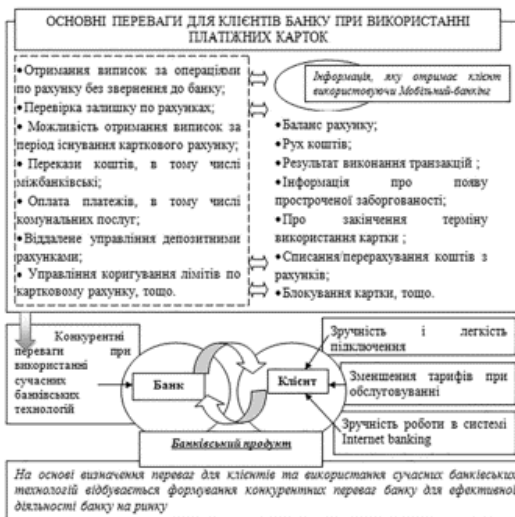 ОСНОВНІ ПЕРЕВАГИ ДЛЯ КЛІЄНТІВ БАНКУ ПРИ ВИКОРИСТАННІ
ПЛАТІЖНИХ КАРТОК
•Отримання виписок за операціями
по рахунку без звернення до банку;
•Перевірка залишку по рахунках;
• Можливість отримання виписок за
період існування карткового рахунку;
•Перекази коштів, в тому числі
міжбанківські;
•Оплата платежів, в тому числі
комунальних послуг;
•Віддалене управління депозитними
рахунками;
• Управління коригування лімітів по
картковому рахунку, тощо.
Інформація, яку отримає клієнт
використовуючи Мобільний-банкінг
•Баланс рахунку;
•Рух коштів;
•Результат виконання транзакцій ;
•Інформація про появу
простроченої заборгованості;
•Про закінчення терміну
використання картки ;
•Списання/перерахування коштів з
рахунків;
•Блокування картки, тощо.
Конкурентні
переваги при
використанні
сучасних
банківських
технологій
Банк
Клієнт
Зручність і легкість
підключення
Зменшення тарифів при
обслуговуванні
Зручність роботи в системі
Internet banking
Банківський продукт
На основі визначення переваг для клієнтів та використання сучасних банківських
технологій відбувається формування конкурентних переваг банку для ефективної
діяльності банку на ринку